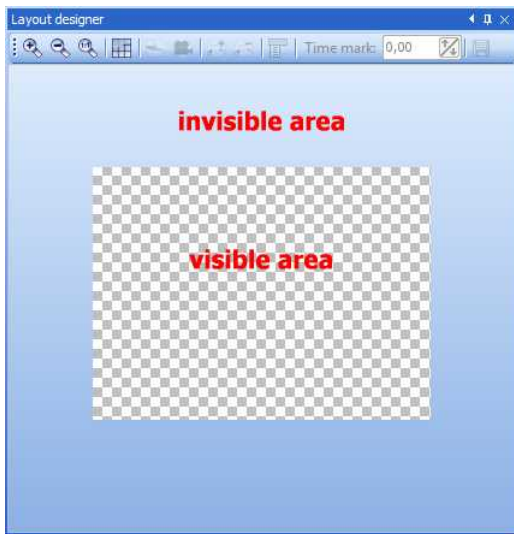 Layout designer
Time mark: 0,00
invisible area
visible area